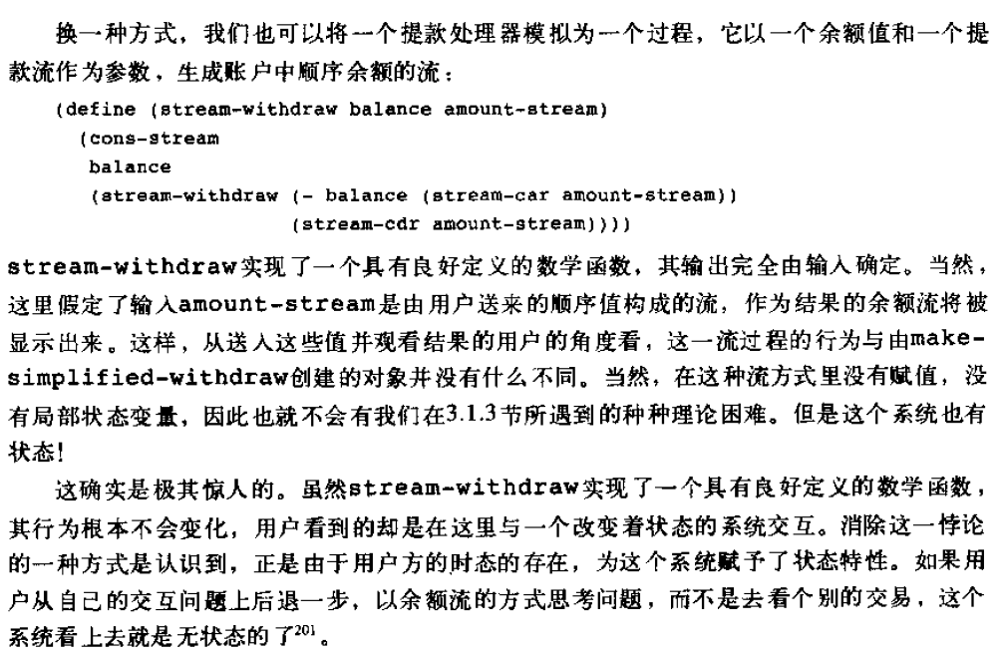 换一种方式，我们也可以将一个提款处理器模拟为一个过程，它以一个余额值和一个提
款流作为参数，生成账户中顺序余额的流：
(define (stream-withdraw balance amount-stream)
(cons-stream
balance
(stream-withdraw (- balance (stream-car amount-stream))
(stream-cdr amount-stream))))
stream-withdraw实现了一个具有良好定义的数学函数，其输出完全由输入确定。当然，
这里假定了输入amount-stream是由用户送来的顺序值构成的流，作为结果的余额流将被
显示出来。这样，从送入这些值并观看结果的用户的角度看，这一流过程的行为与由make-
simplified-withdraw创建的对象并没有什么不同。当然，在这种流方式里没有赋值，没
有局部状态变量，因此也就不会有我们在3.1.3节所遇到的种种理论困难。但是这个系统也有
状态！
这确实是极其惊人的。虽然stream-withdraw实现了一个具有良好定义的数学函数，
其行为根本不会变化，用户看到的却是在这里与一个改变着状态的系统交互。消除这一悖论
的一种方式是认识到，正是由于用户方的时态的存在，为这个系统赋予了状态特性。如果用
户从自己的交互问题上后退一步，以余额流的方式思考问题，而不是去看个别的交易，这个
系统看上去就是无状态的了201。